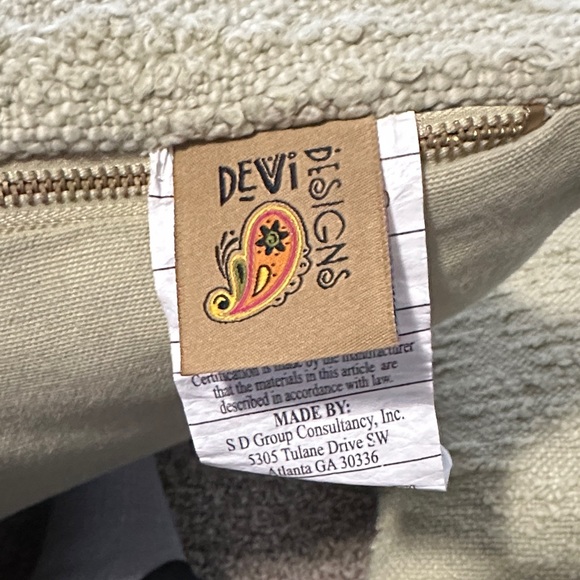 DEVI
DESIGNS
Certification is made by the manufacturer
that the materials in this article are
described in accordance with law.
MADE BY:
S D Group Consultancy, Inc.
5305 Tulane Drive SW
Atlanta GA 30336